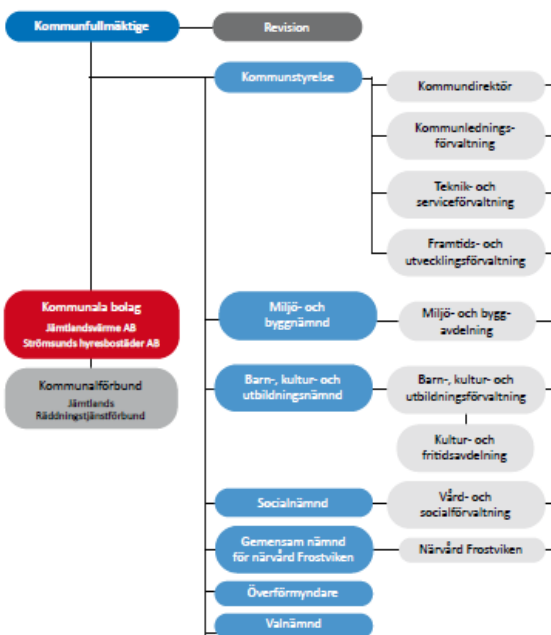 Kommunfullmäktige
Revision
Kommunstyrelse
Kommundirektör
Kommunlednings-
förvaltning
Teknik- och
serviceförvaltning
Framtids- och
utvecklingsförvaltning
Kommunala bolag
Jämtlandsvärme AB
Strömsunds hyresbostäder AB
Kommunalförbund
Jämtlands
Räddningstjänstförbund
Miljö- och
byggnämnd
Miljö- och bygg-
avdelning
Barn-, kultur- och
utbildningsnämnd
Barn-, kultur- och
utbildningsförvaltning
Kultur- och
fritidsavdelning
Socialnämnd
Vård- och
socialförvaltning
Gemensam nämnd
för närvård Frostviken
Närvård Frostviken
Överförmyndare
Valnämnd